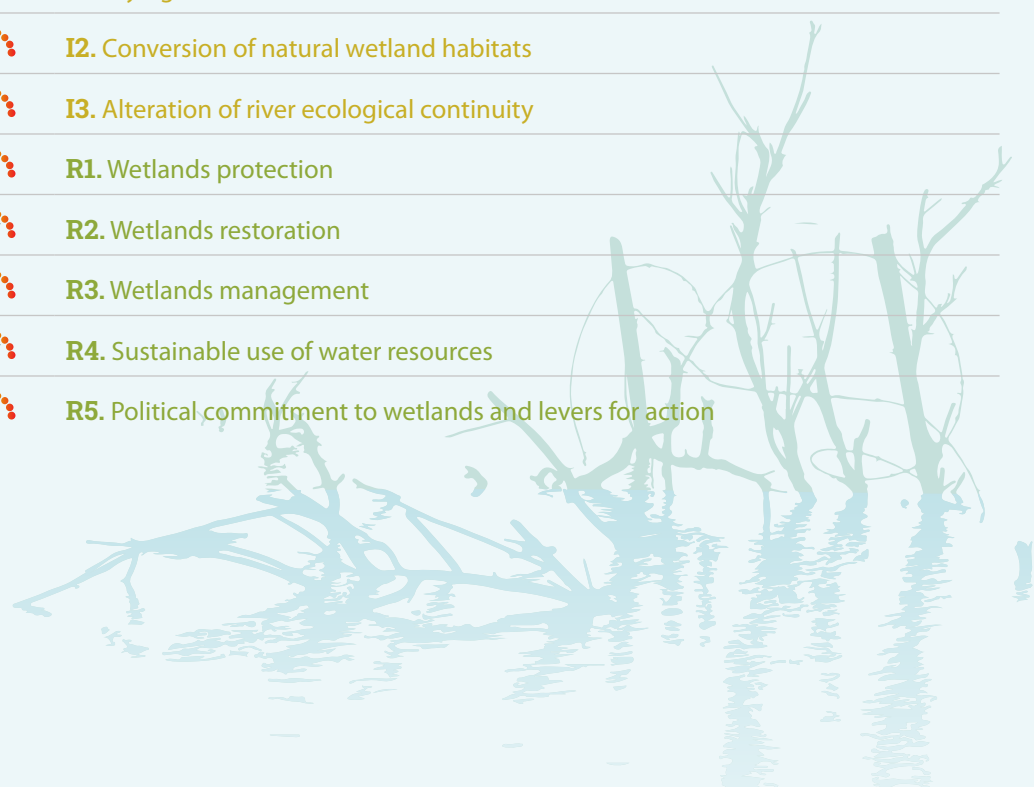 I2. Conversion of natural wetland habitats
I3. Alteration of river ecological continuity
R1. Wetlands protection
R2. Wetlands restoration
R3. Wetlands management
R4. Sustainable use of water resources
R5. Political commitment to wetlands and levers for action